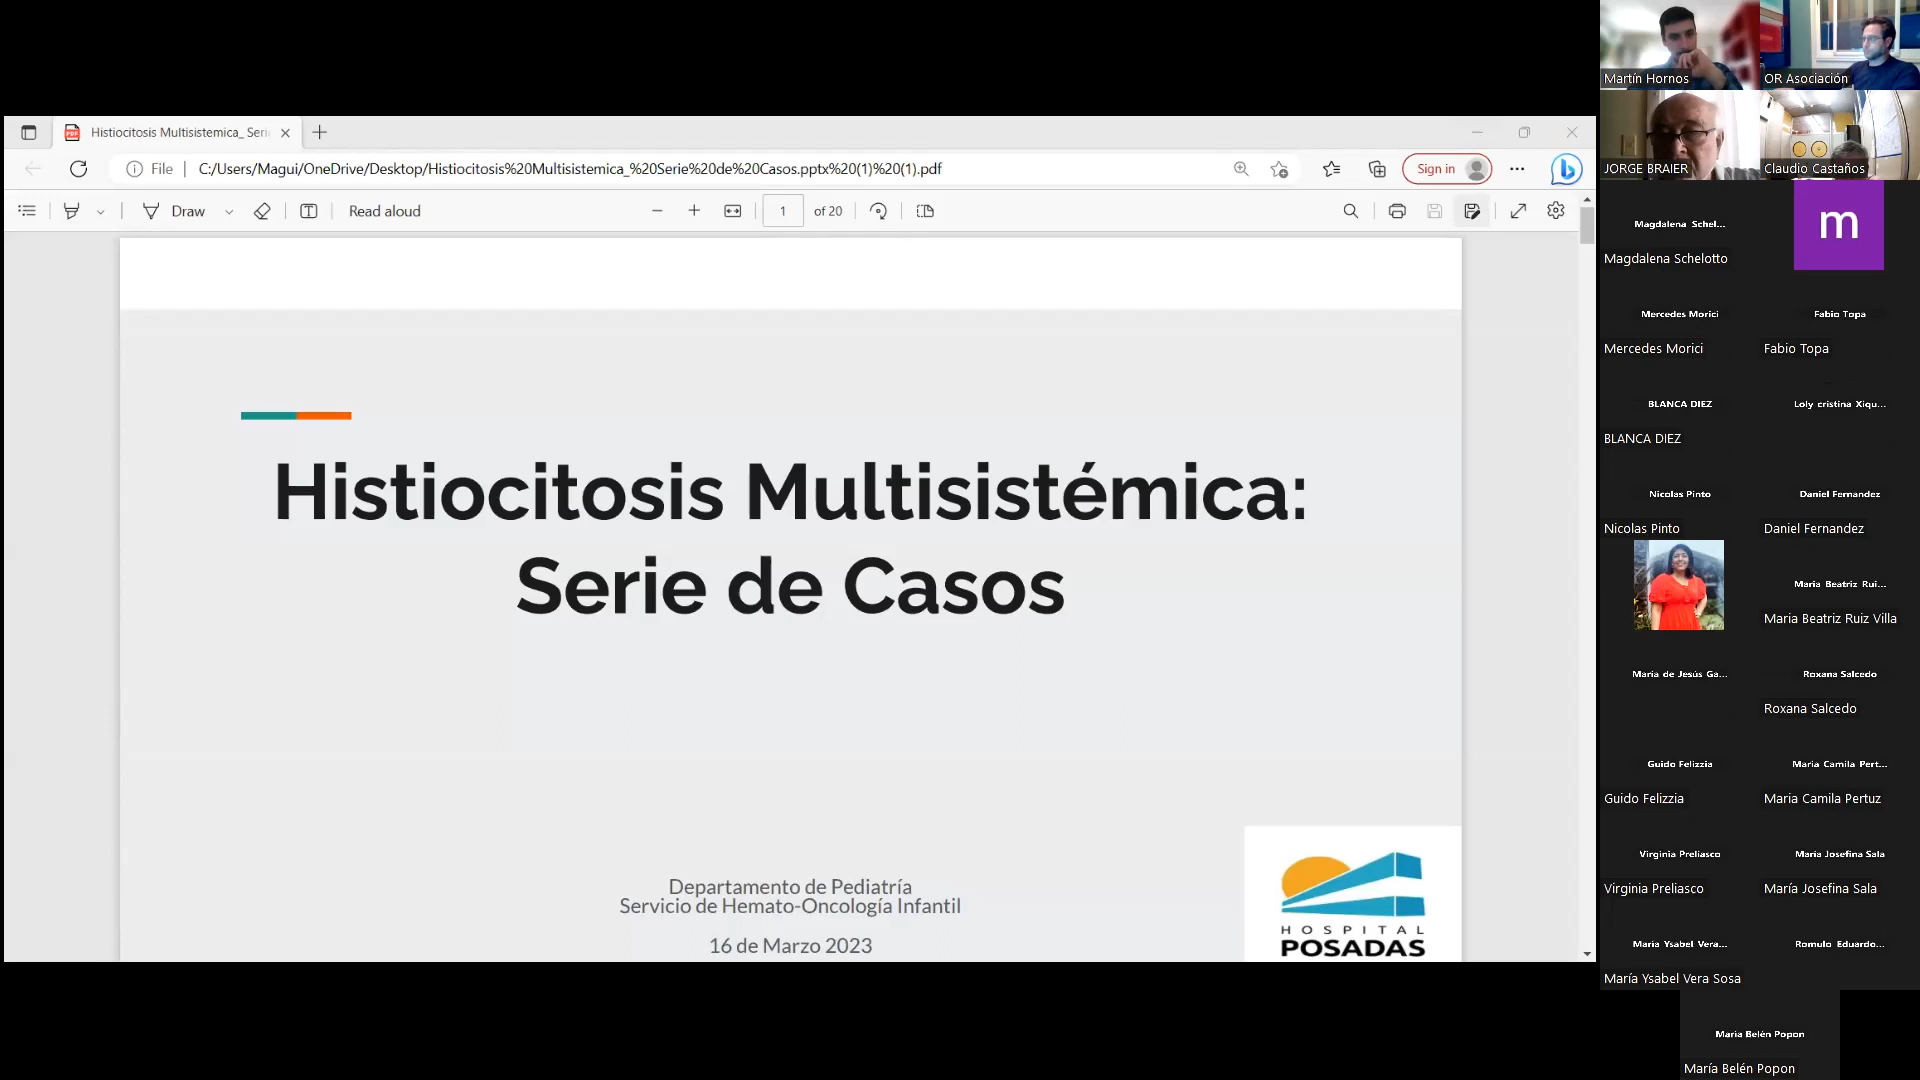 Histiocitosis Multisistemica_ Seri
File
C:/Users/Magui/OneDrive/Desktop/Histiocitosis%20Multisistemica_%20Serie%20de%20Casos.pptx%20(1)%20(1).pdf
Sign in
Draw
Read aloud
1 of 20
Histiocitosis Multisistémica:
Serie de Casos
Departamento de Pediatría
Servicio de Hemato-Oncología Infantil
16 de Marzo 2023
HOSPITAL
POSADAS
Martín Hornos
OR Asociación
JORGE BRAIER
Claudio Castaños
Magdalena Schel...
Magdalena Schelotto
m
Mercedes Morici
Mercedes Morici
Fabio Topa
Fabio Topa
BLANCA DIEZ
BLANCA DIEZ
Loly cristina Xiqu...
Nicolas Pinto
Nicolas Pinto
Daniel Fernandez
Daniel Fernandez
Maria Beatriz Rui...
Maria Beatriz Ruiz Villa
María de Jesús Ga...
Roxana Salcedo
Roxana Salcedo
Guido Felizzia
Guido Felizzia
Maria Camila Pert...
Maria Camila Pertuz
Virginia Preliasco
Virginia Preliasco
María Josefina Sala
María Josefina Sala
María Ysabel Vera...
María Ysabel Vera Sosa
Romulo Eduardo...
María Belén Popon
María Belén Popon